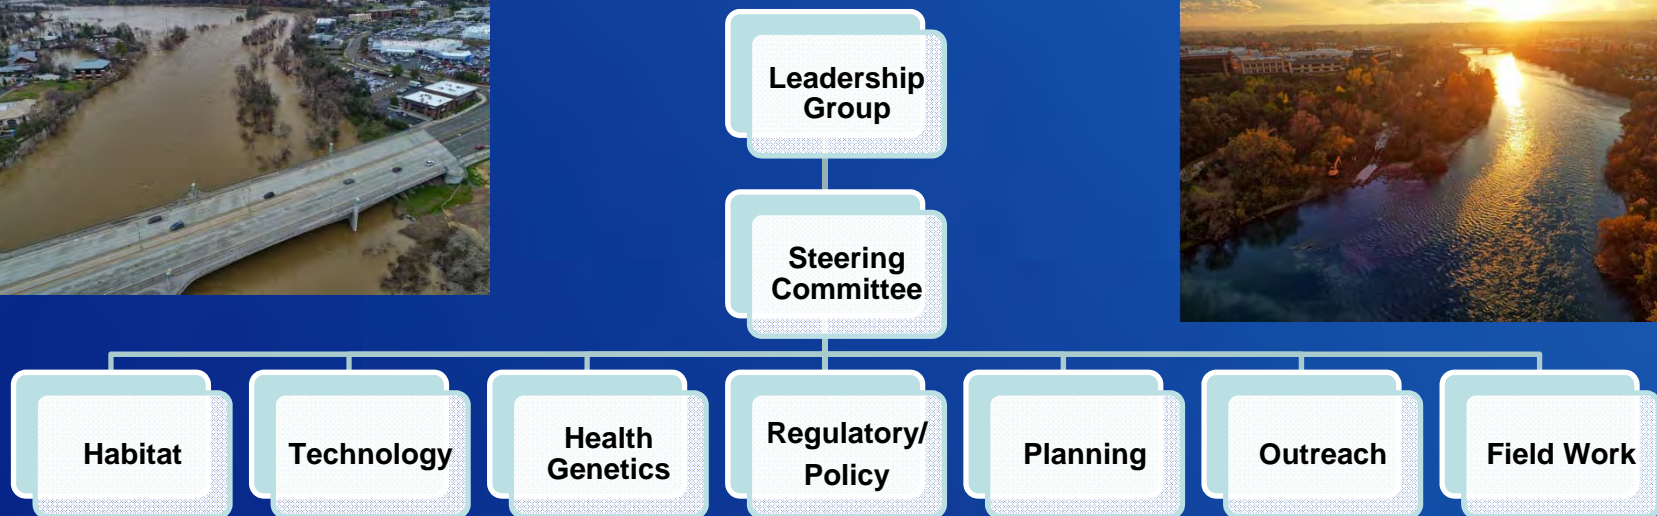 Leadership
Group
Steering
Committee
Habitat
Technology
Health
Genetics
Regulatory/
Policy
Planning
Outreach
Field Work